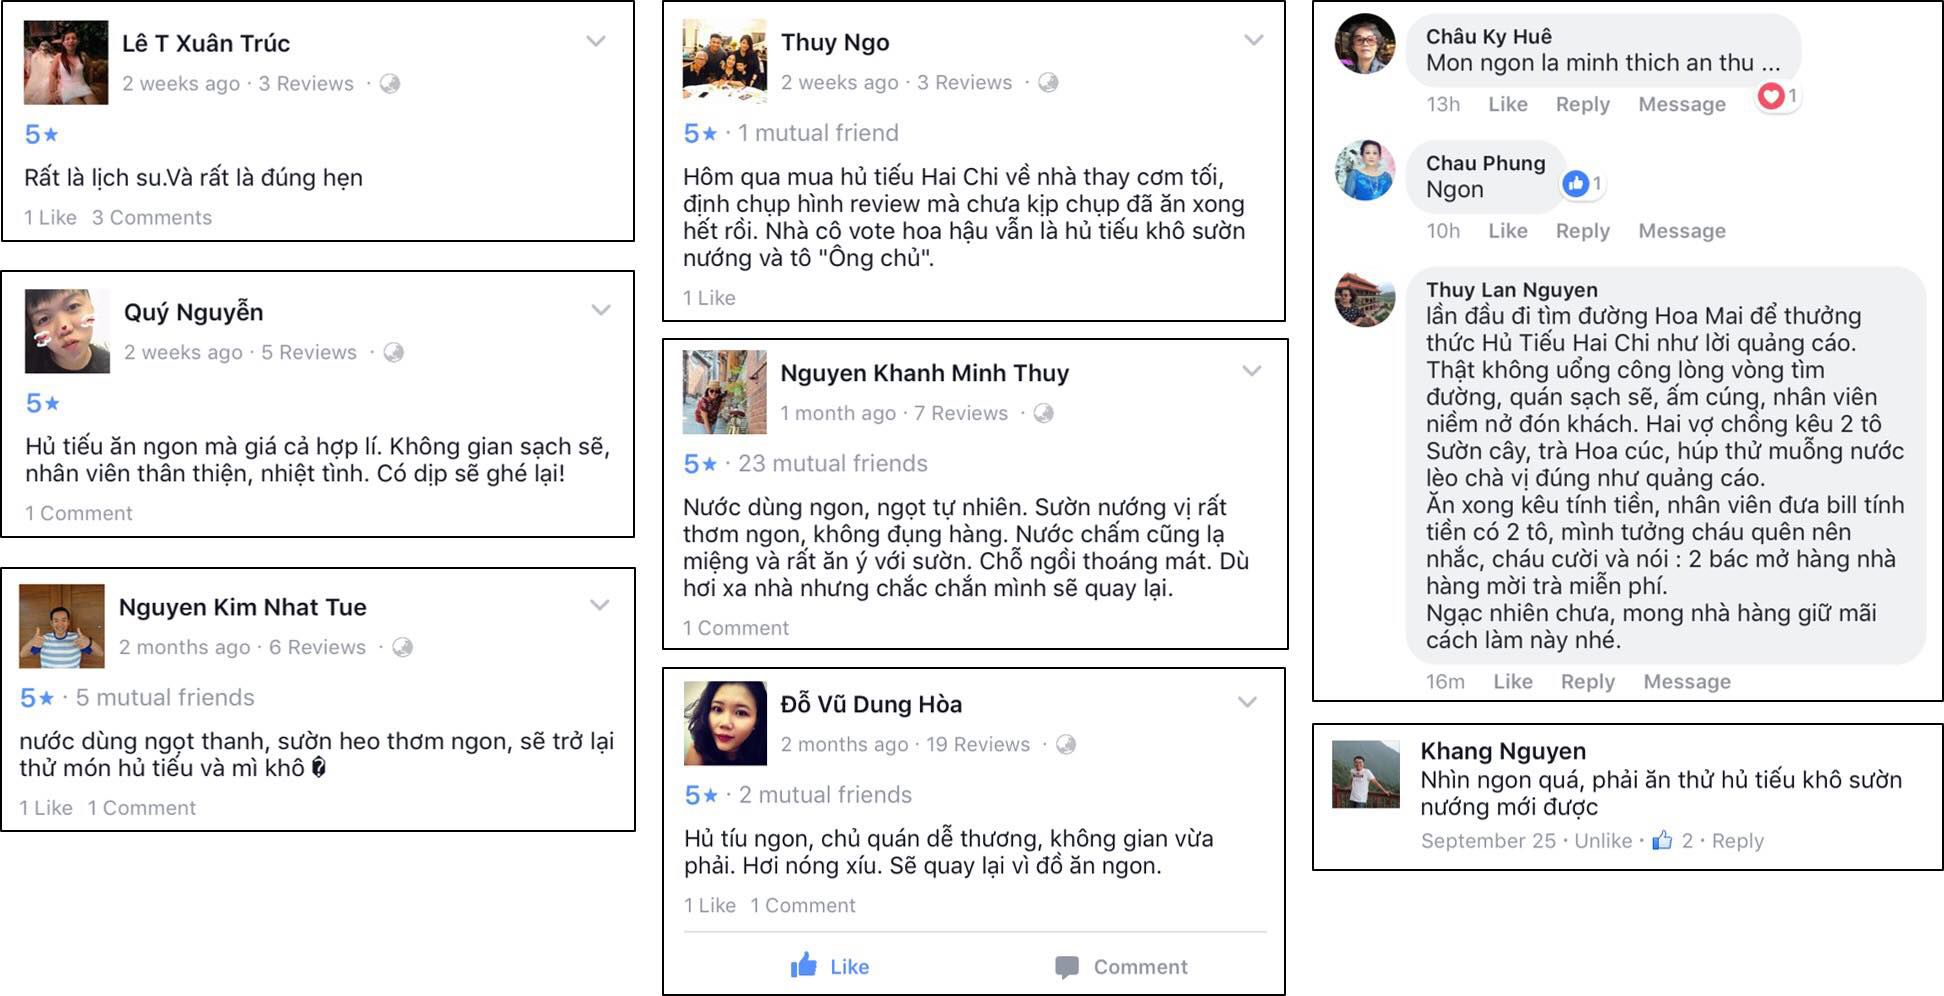 Lê T Xuân Trúc
2 weeks ago · 3 Reviews ·
5★
Rất là lịch su.Và rất là đúng hẹn
1 Like 3 Comments
Quý Nguyễn
2 weeks ago · 5 Reviews ·
5★
Hủ tiếu ăn ngon mà giá cả hợp lí. Không gian sạch sẽ,
nhân viên thân thiện, nhiệt tình. Có dịp sẽ ghé lại!
1 Comment
Nguyen Kim Nhat Tue
2 months ago · 6 Reviews ·
5★ · 5 mutual friends
nước dùng ngọt thanh, sườn heo thơm ngon, sẽ trở lại
thử món hủ tiếu và mì khô �
1 Like 1 Comment
Thuy Ngo
2 weeks ago · 3 Reviews ·
5★ · 1 mutual friend
Hôm qua mua hủ tiếu Hai Chi về nhà thay cơm tối,
định chụp hình review mà chưa kịp chụp đã ăn xong
hết rồi. Nhà cô vote hoa hậu vẫn là hủ tiếu khô sườn
nướng và tô "Ông chủ".
1 Like
Nguyen Khanh Minh Thuy
1 month ago · 7 Reviews ·
5★ · 23 mutual friends
Nước dùng ngon, ngọt tự nhiên. Sườn nướng vị rất
thơm ngon, không đụng hàng. Nước chấm cũng lạ
miệng và rất ăn ý với sườn. Chỗ ngồi thoáng mát. Dù
hơi xa nhà nhưng chắc chắn mình sẽ quay lại.
1 Comment
Đỗ Vũ Dung Hòa
2 months ago · 19 Reviews ·
5★ · 2 mutual friends
Hủ tíu ngon, chủ quán dễ thương, không gian vừa
phải. Hơi nóng xíu. Sẽ quay lại vì đồ ăn ngon.
1 Like 1 Comment
Like Comment
Châu Ky Huê
Mon ngon la minh thich an thu ...
13h Like Reply Message 1
Chau Phung
Ngon 1
10h Like Reply Message
Thuy Lan Nguyen
lần đầu đi tìm đường Hoa Mai để thưởng
thức Hủ Tiếu Hai Chi như lời quảng cáo.
Thật không uổng công lòng vòng tìm
đường, quán sạch sẽ, ấm cúng, nhân viên
niềm nở đón khách. Hai vợ chồng kêu 2 tô
Sườn cây, trà Hoa cúc, húp thử muỗng nước
lèo chà vị đúng như quảng cáo.
Ăn xong kêu tính tiền, nhân viên đưa bill tính
tiền có 2 tô, mình tưởng cháu quên nên
nhắc, cháu cười và nói : 2 bác mở hàng nhà
hàng mời trà miễn phí.
Ngạc nhiên chưa, mong nhà hàng giữ mãi
cách làm này nhé.
16m Like Reply Message
Khang Nguyen
Nhìn ngon quá, phải ăn thử hủ tiếu khô sườn
nướng mới được
September 25 · Unlike · 2 · Reply